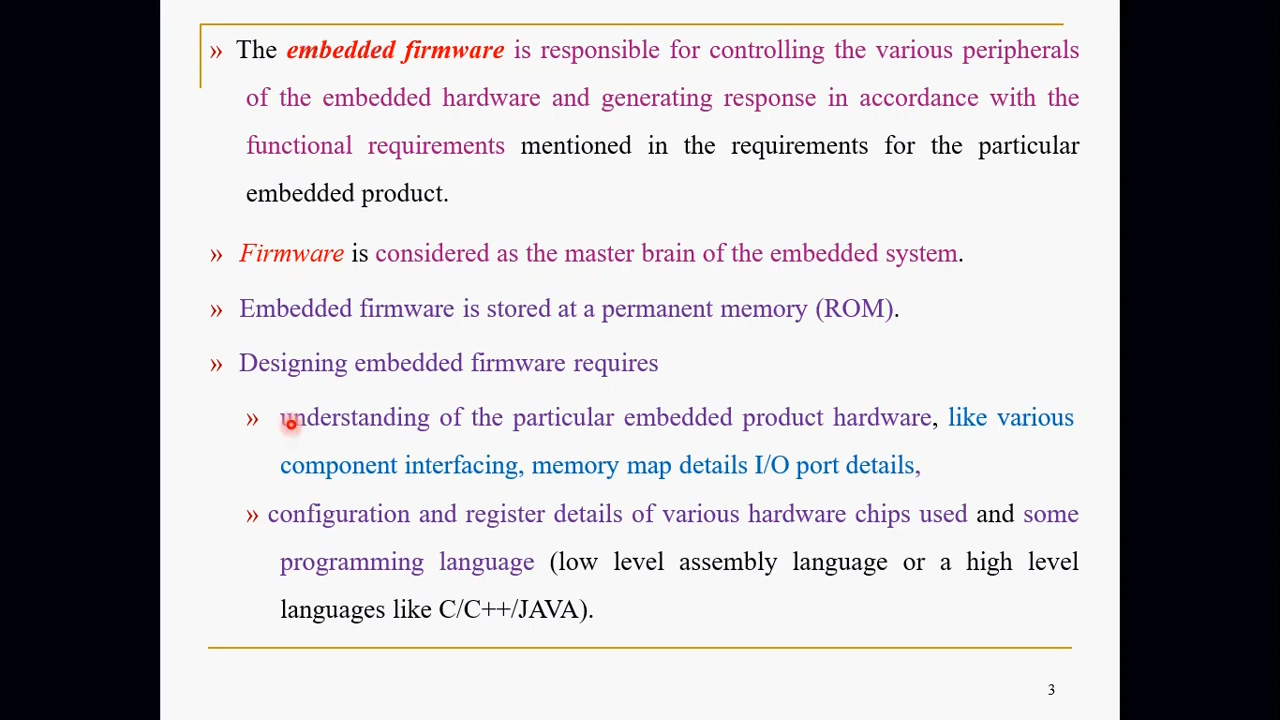 » The embedded firmware is responsible for controlling the various peripherals
of the embedded hardware and generating response in accordance with the
functional requirements mentioned in the requirements for the particular
embedded product.
» Firmware is considered as the master brain of the embedded system.
» Embedded firmware is stored at a permanent memory (ROM).
» Designing embedded firmware requires
» understanding of the particular embedded product hardware, like various
component interfacing, memory map details I/O port details,
» configuration and register details of various hardware chips used and some
programming language (low level assembly language or a high level
languages like C/C++/JAVA).
3